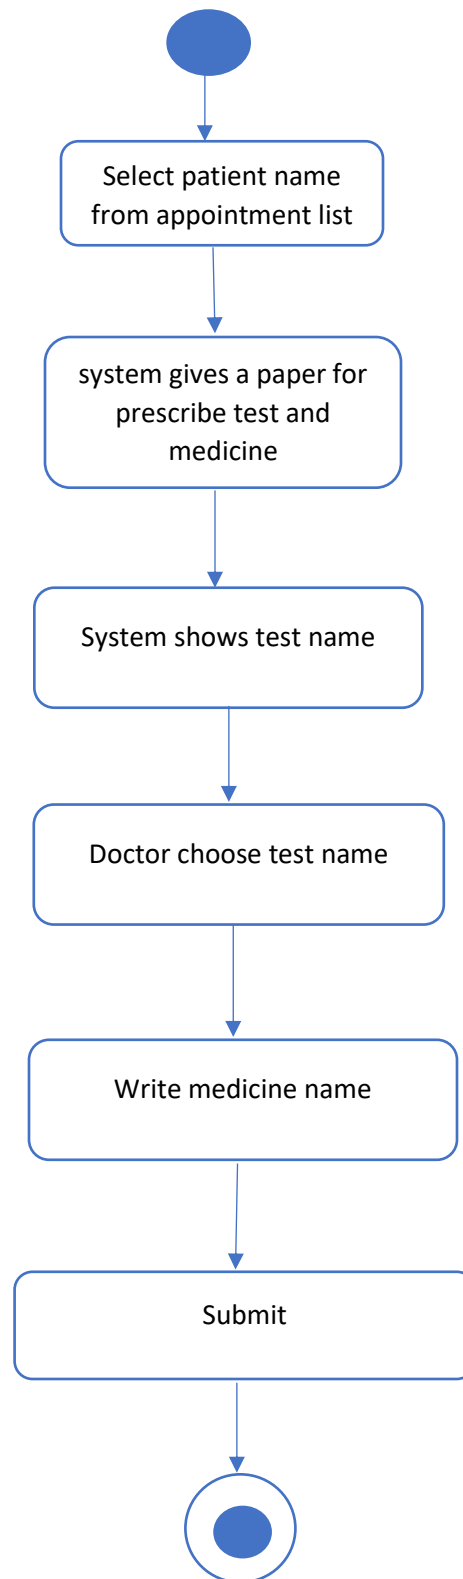 Select patient name
from appointment list
system gives a paper for
prescribe test and
medicine
System shows test name
Doctor choose test name
Write medicine name
Submit